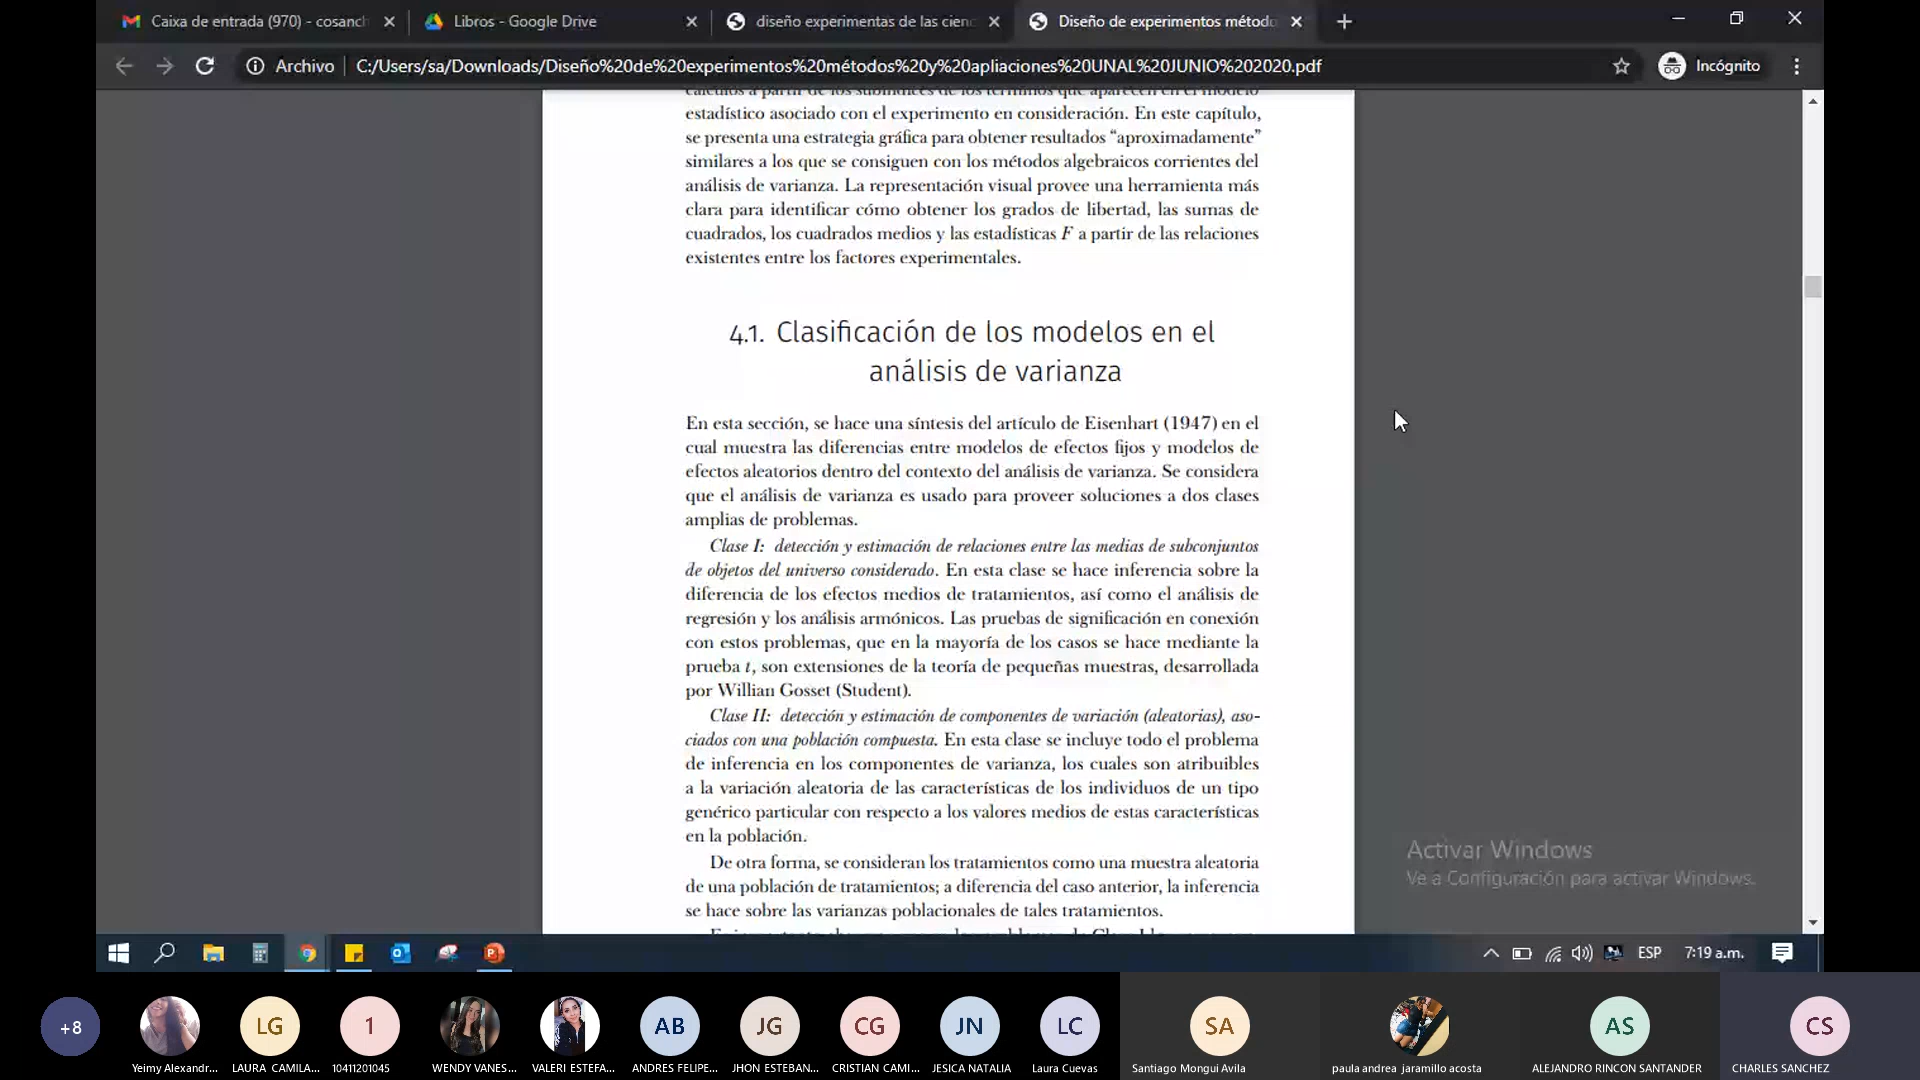 Caixa de entrada (970) - cosanch
Libros - Google Drive
diseño experimentas de las cienc
Diseño de experimentos método
Archivo
C:/Users/sa/Downloads/Diseño%20de%20experimentos%20métodos%20y%20apliaciones%20UNAL%20JUNIO%202020.pdf
Incógnito
cálculos a partir de los subíndices de los términos que aparecen en el modelo
estadístico asociado con el experimento en consideración. En este capítulo,
se presenta una estrategia gráfica para obtener resultados “aproximadamente”
similares a los que se consiguen con los métodos algebraicos corrientes del
análisis de varianza. La representación visual provee una herramienta más
clara para identificar cómo obtener los grados de libertad, las sumas de
cuadrados, los cuadrados medios y las estadísticas F a partir de las relaciones
existentes entre los factores experimentales.
4.1. Clasificación de los modelos en el
análisis de varianza
En esta sección, se hace una síntesis del artículo de Eisenhart (1947) en el
cual muestra las diferencias entre modelos de efectos fijos y modelos de
efectos aleatorios dentro del contexto del análisis de varianza. Se considera
que el análisis de varianza es usado para proveer soluciones a dos clases
amplias de problemas.
Clase I: detección y estimación de relaciones entre las medias de subconjuntos
de objetos del universo considerado. En esta clase se hace inferencia sobre la
diferencia de los efectos medios de tratamientos, así como el análisis de
regresión y los análisis armónicos. Las pruebas de significación en conexión
con estos problemas, que en la mayoría de los casos se hace mediante la
prueba t, son extensiones de la teoría de pequeñas muestras, desarrollada
por Willian Gosset (Student).
Clase II: detección y estimación de componentes de variación (aleatorias), aso-
ciados con una población compuesta. En esta clase se incluye todo el problema
de inferencia en los componentes de varianza, los cuales son atribuibles
a la variación aleatoria de las características de los individuos de un tipo
genérico particular con respecto a los valores medios de estas características
en la población.
De otra forma, se consideran los tratamientos como una muestra aleatoria
de una población de tratamientos; a diferencia del caso anterior, la inferencia
se hace sobre las varianzas poblacionales de tales tratamientos.
Activar Windows
Ve a Configuración para activar Windows.
ESP
7:19 a.m.
+8
LG
1
AB
JG
CG
JN
LC
SA
AS
CS
Yeimy Alexandr...
LAURA CAMILA...
10411201045
WENDY VANES...
VALERI ESTEFA...
ANDRES FELIPE...
JHON ESTEBAN...
CRISTIAN CAMI...
JESICA NATALIA
Laura Cuevas
Santiago Mongui Avila
paula andrea jaramillo acosta
ALEJANDRO RINCON SANTANDER
CHARLES SANCHEZ